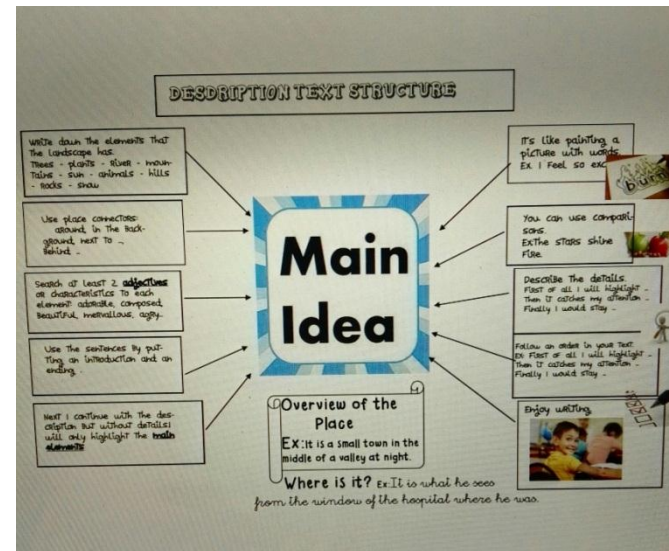 DESDRIPTION TEXT STRUCTURE
Write down the elements that
the landscape has.
Trees - plants - River - moun-
tains - sun - animals - hills
- Rocks - snow
Use place connectors
around, in the back-
ground, next to ..,
Behind ..
Search at least 2 adjectives
or characteristics to each
element: adorable, composed,
Beautiful, mervallous, agry..
Use the sentences by put-
ting an introduction and an
ending ..
Next I continue with the des-
cription but without details I
will only highlight the main
elements
Main
Idea
Overview of the
Place
Ex: It is a small town in the
middle of a valley at night.
Where is it? Ex: It is what he sees
from the window of the hospital where he was.
It's like painting a
picture with words.
Ex. I feel so
You can use compari-
sons.
Ex The stars shine
Fire.
Describe the details.
First of all I will highlight ..
Then it catches my attention ..
Finally I would stay ..
Follow an order in your text.
Ex: First of all I will highlight ..
Then it catches my attention ..
Finally I would stay ..
Enjoy writing